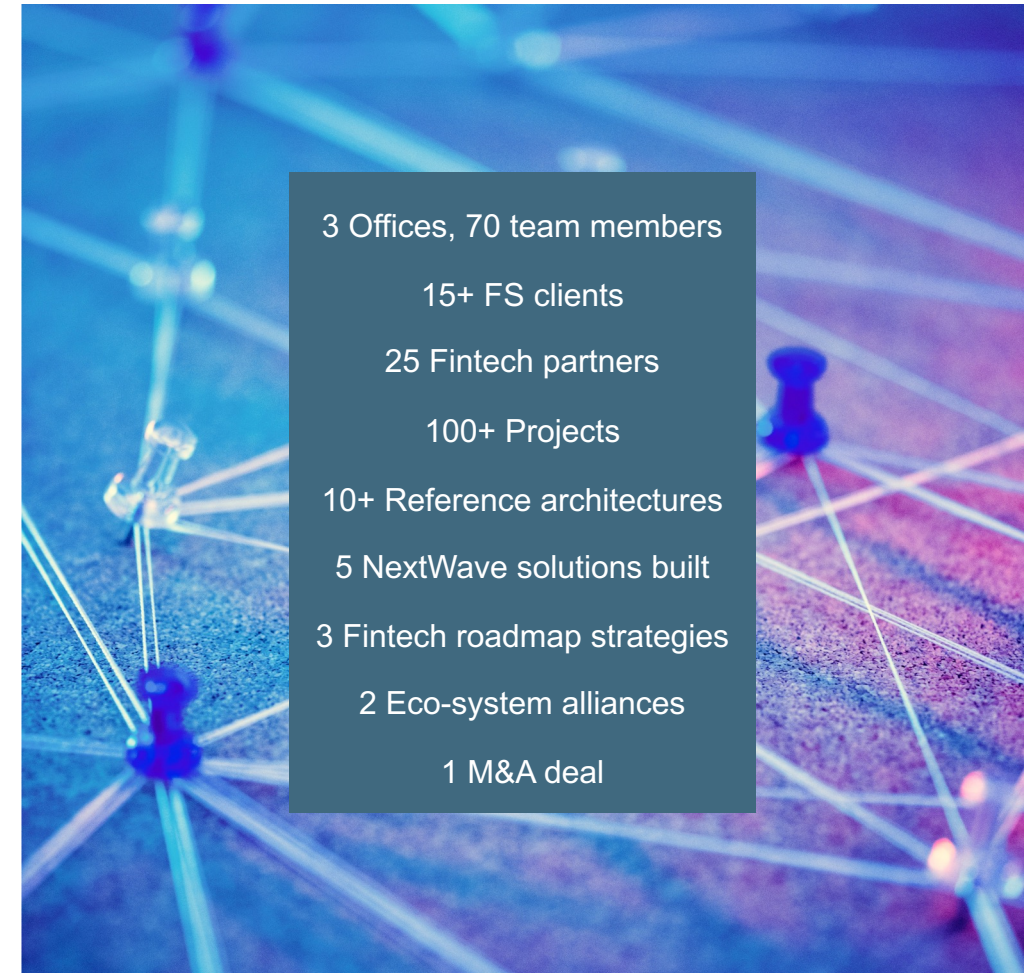 3 Offices, 70 team members
15+ FS clients
25 Fintech partners
100+ Projects
10+ Reference architectures
5 NextWave solutions built
3 Fintech roadmap strategies
2 Eco-system alliances
1 M&A deal